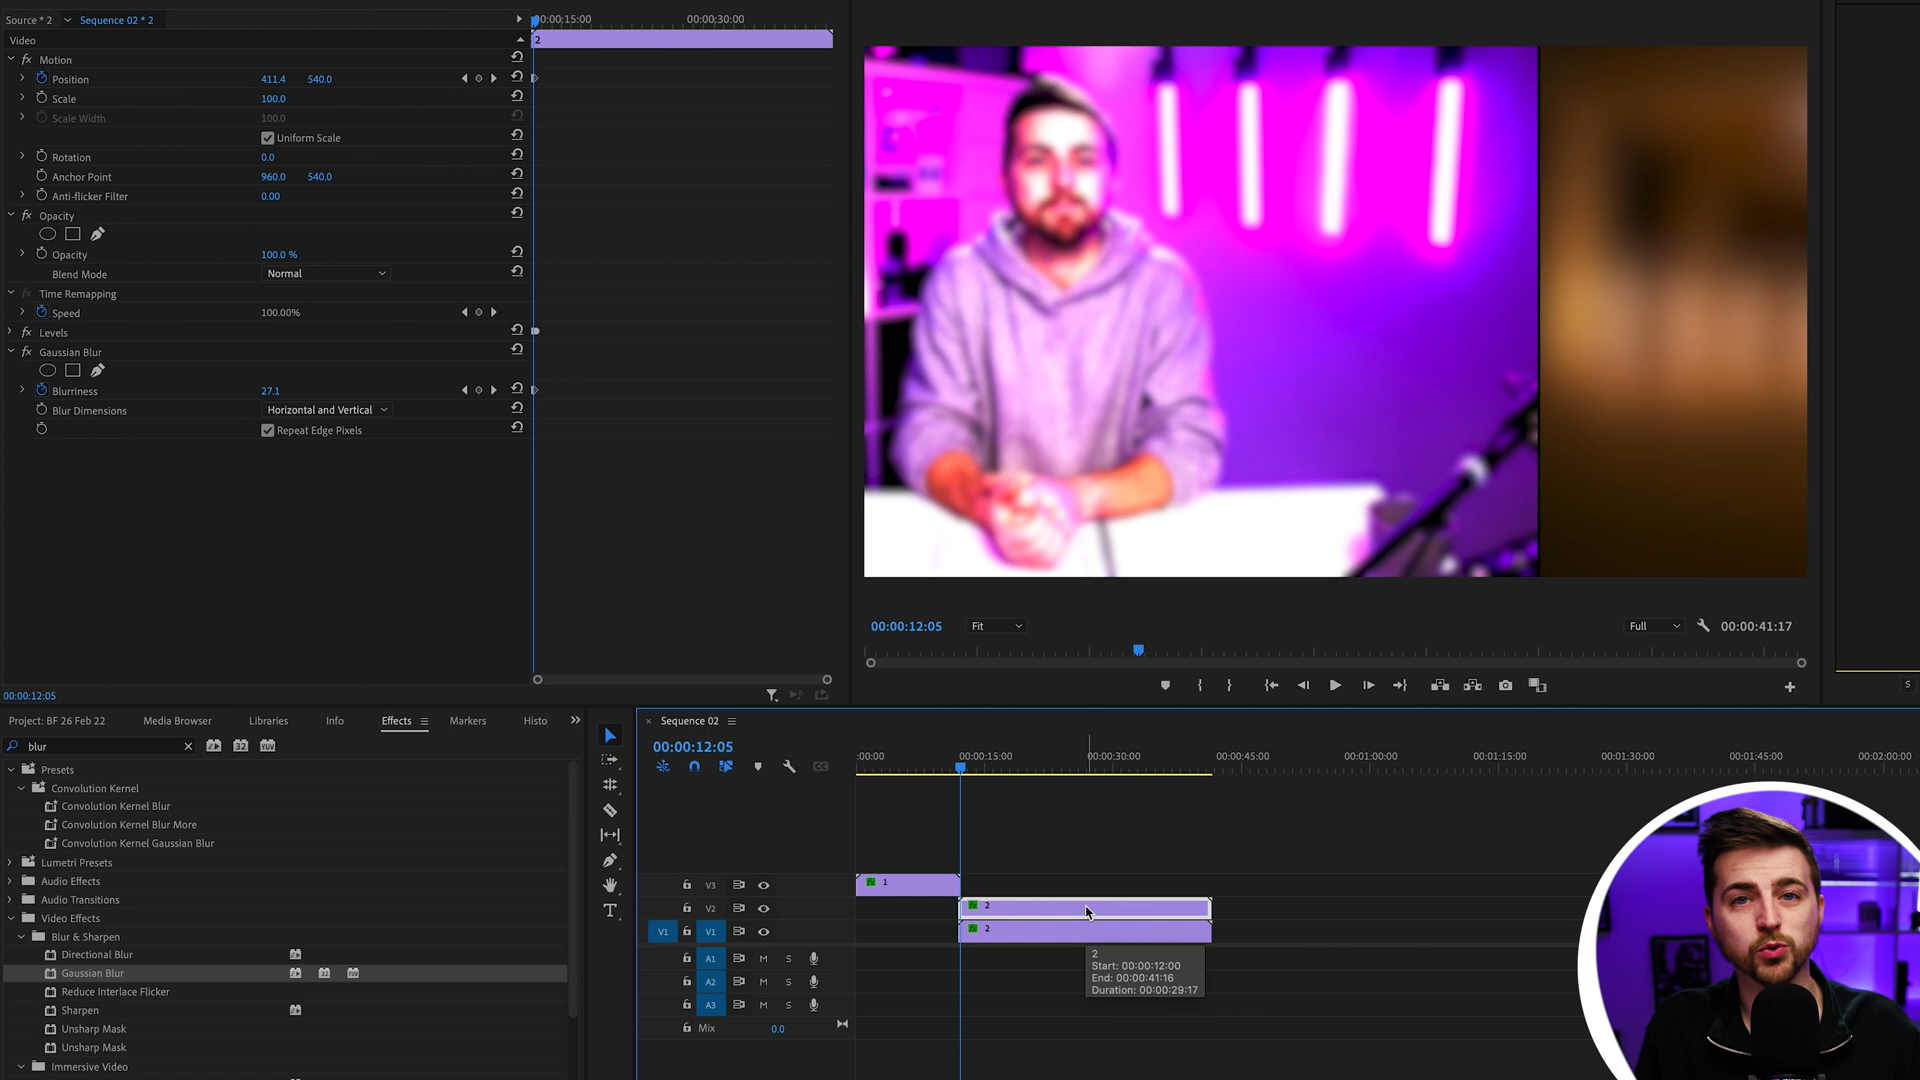 Source * 2
Sequence 02 * 2
00:00:15:00
00:00:30:00
Video
2
Motion
Position 411.4 540.0
Scale 100.0
Scale Width 100.0
Uniform Scale
Rotation 0.0
Anchor Point 960.0 540.0
Anti-flicker Filter 0.00
Opacity
Opacity 100.0 %
Blend Mode Normal
Time Remapping
Speed 100.00%
Levels
Gaussian Blur
Blurriness 27.1
Blur Dimensions Horizontal and Vertical
Repeat Edge Pixels
00:00:12:05
00:00:12:05 Fit Full 00:00:41:17
S
Project: BF 26 Feb 22 Media Browser Libraries Info Effects Markers Histo
blur
32
YUV
Presets
Convolution Kernel
Convolution Kernel Blur
Convolution Kernel Blur More
Convolution Kernel Gaussian Blur
Lumetri Presets
Audio Effects
Audio Transitions
Video Effects
Blur & Sharpen
Directional Blur
Gaussian Blur
Reduce Interlace Flicker
Sharpen
Unsharp Mask
Unsharp Mask
Immersive Video
Sequence 02
00:00:12:05
:00:00 00:00:15:00 00:00:30:00 00:00:45:00 00:01:00:00 00:01:15:00 00:01:30:00 00:01:45:00 00:02:00:00
V3 fx 1
V2 fx 2
V1 V1 fx 2
A1 M S
A2 M S
A3 M S
Mix 0.0
2
Start: 00:00:12:00
End: 00:00:41:16
Duration: 00:00:29:17